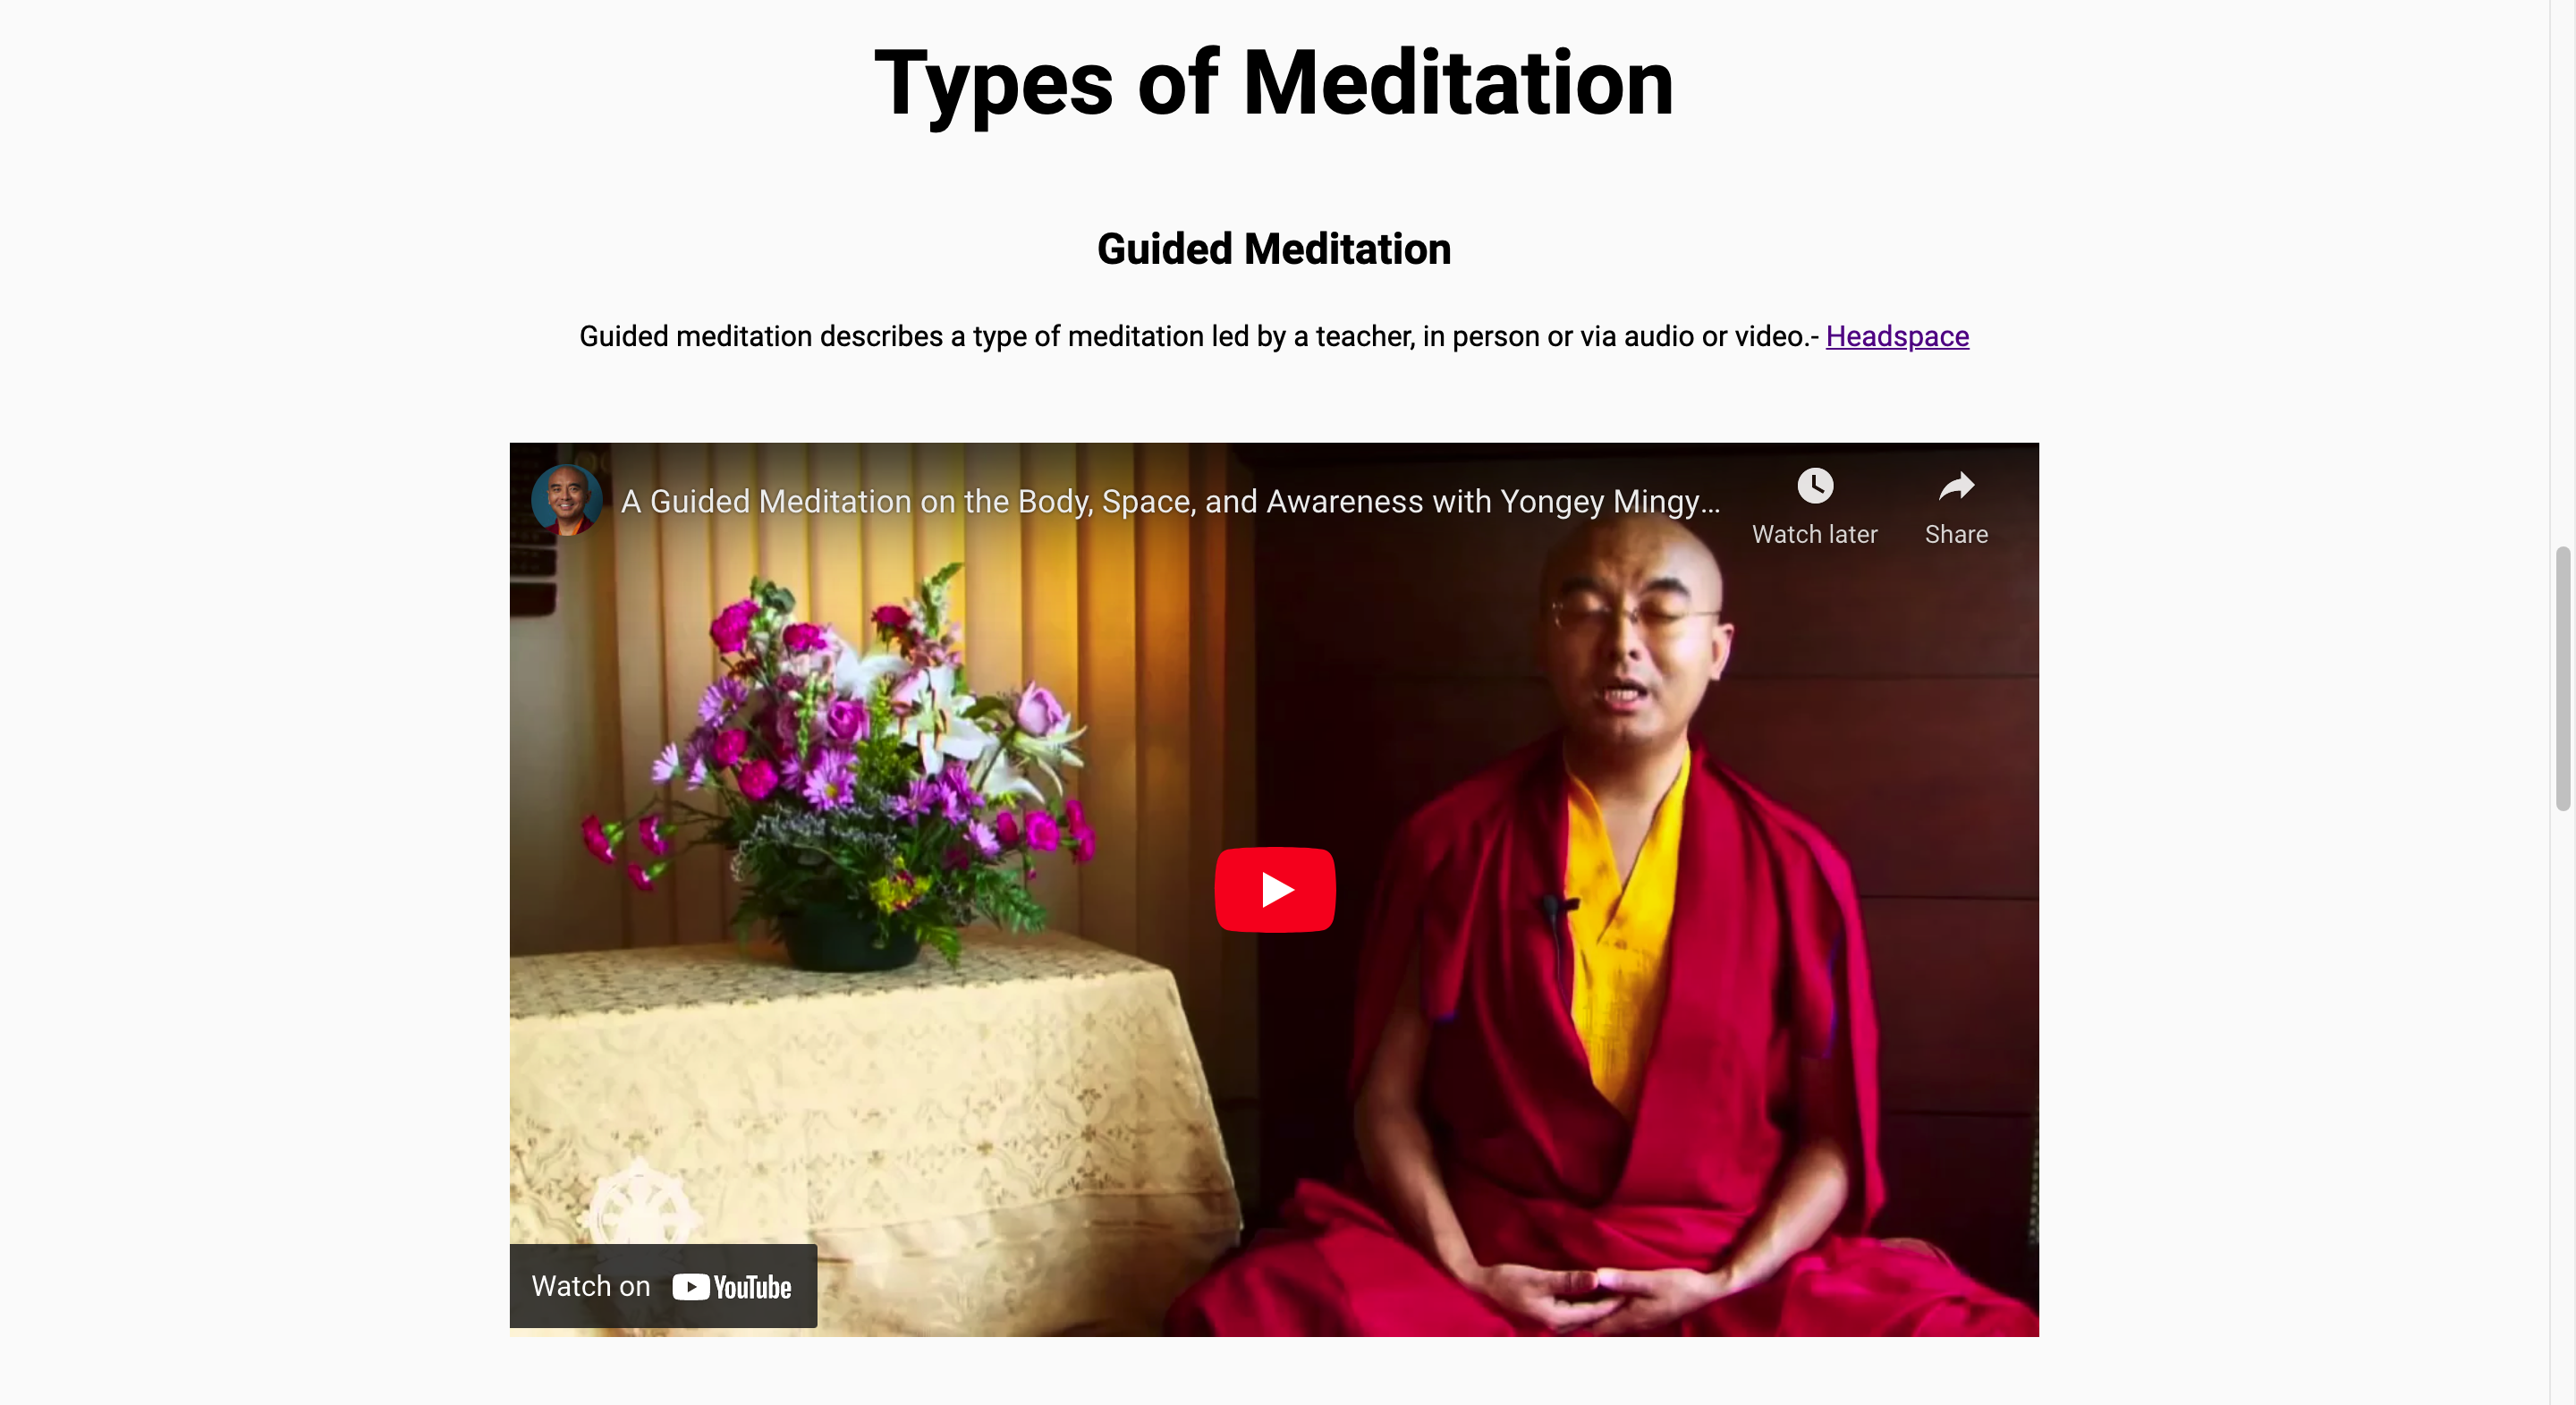 Types of Meditation
Guided Meditation
Guided meditation describes a type of meditation led by a teacher, in person or via audio or video.- Headspace
A Guided Meditation on the Body, Space, and Awareness with Yongey Mingy...
Watch later
Share
Watch on YouTube